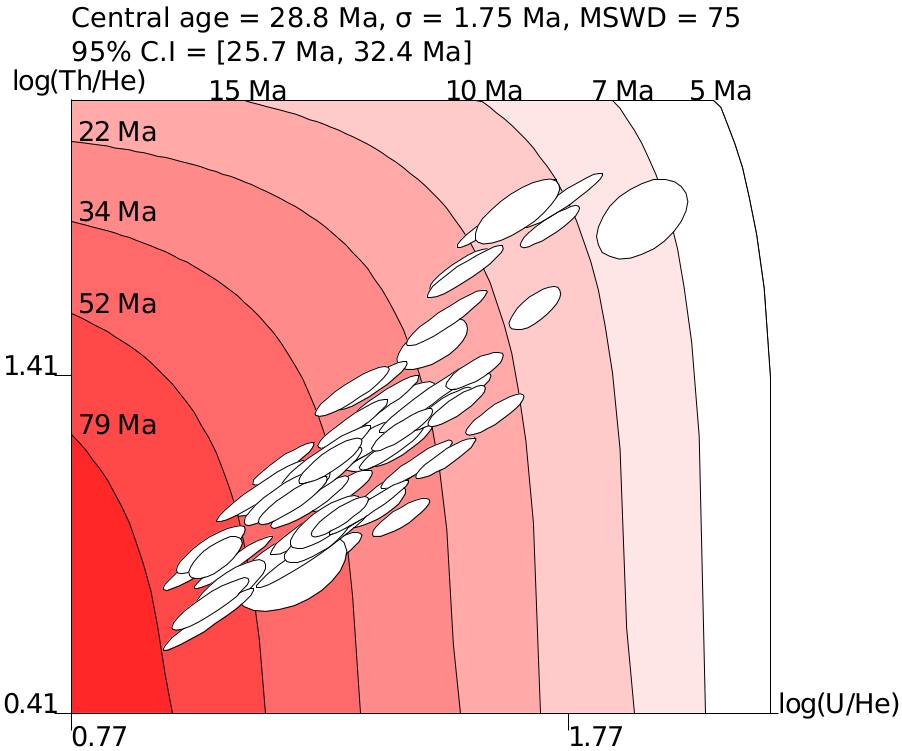 Central age = 28.8 Ma, σ = 1.75 Ma, MSWD = 75
95% C.I = [25.7 Ma, 32.4 Ma]
log(Th/He)
15 Ma 10 Ma 7 Ma 5 Ma
22 Ma
34 Ma
52 Ma
1.41
79 Ma
0.41
log(U/He)
0.77 1.77